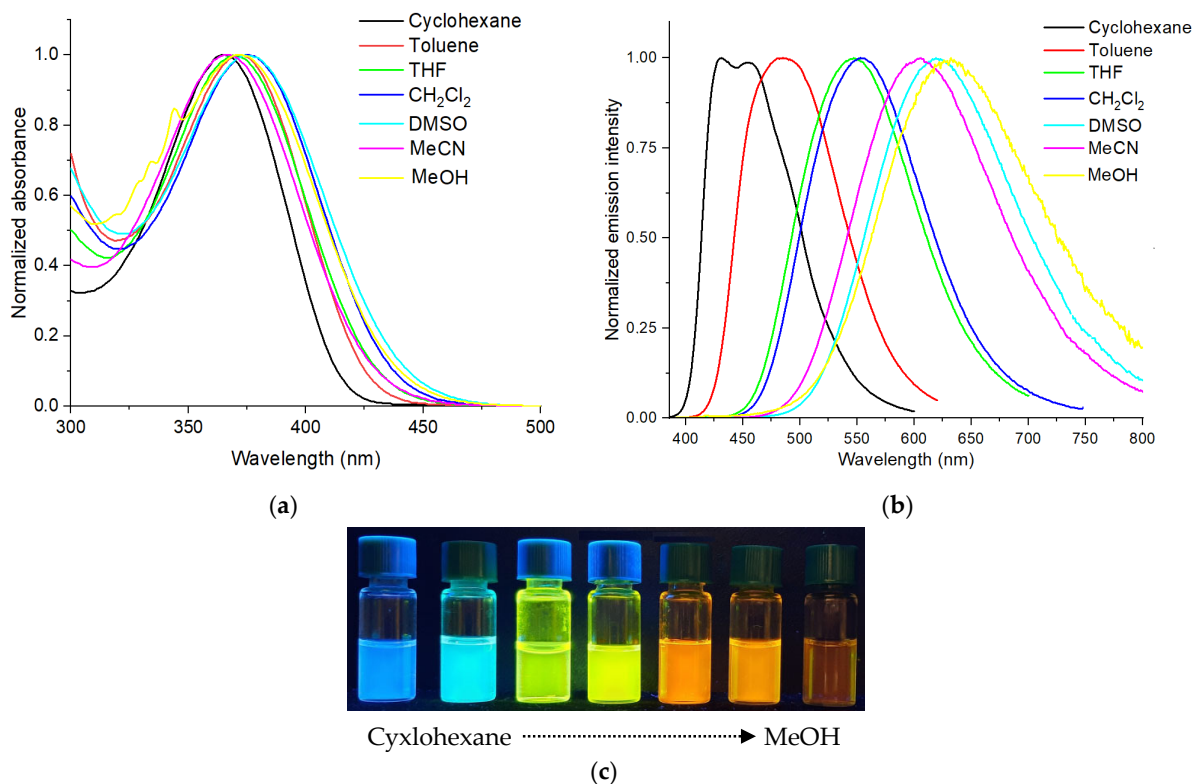 Cyclohexane
Toluene
THF
CH2Cl2
DMSO
MeCN
MeOH
1.0
0.8
0.6
0.4
0.2
0.0
Normalized absorbance
300
350
400
450
500
Wavelength (nm)
(a)
Cyclohexane
Toluene
THF
CH2Cl2
DMSO
MeCN
MeOH
1.00
0.75
0.50
0.25
0.00
Normalized emission intensity
400
450
500
550
600
650
700
750
800
Wavelength (nm)
(b)
Cyxlohexane
MeOH
(c)